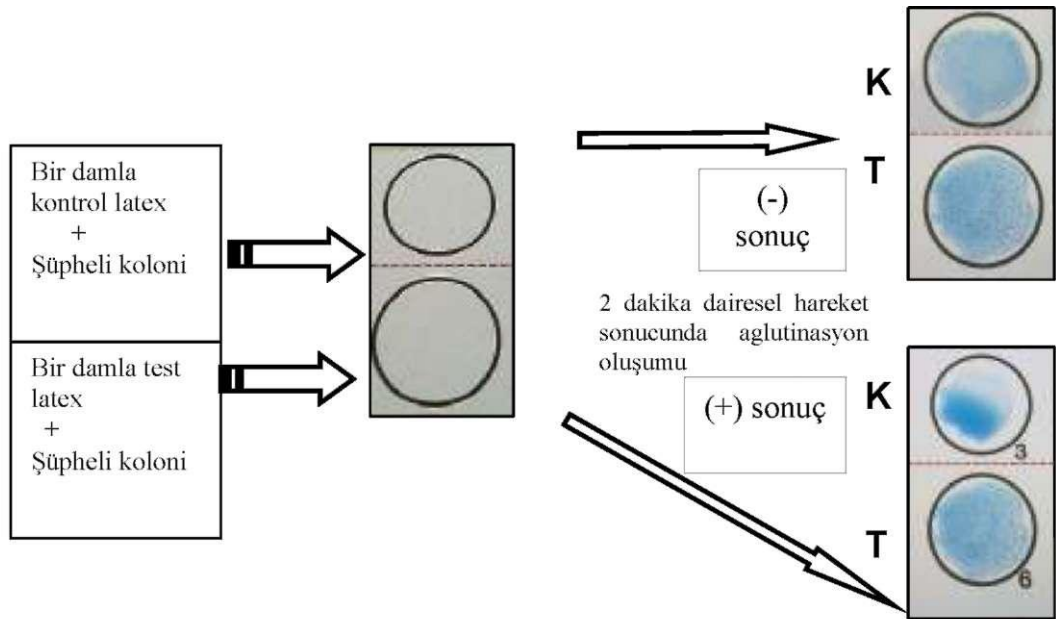 Bir damla
kontrol latex
+
Şüpheli koloni
Bir damla test
latex
+
Şüpheli koloni
K
T
(-)
sonuç
2 dakika dairesel hareket
sonucunda aglutinasyon
oluşumu
(+) sonuç
K
3
T
6